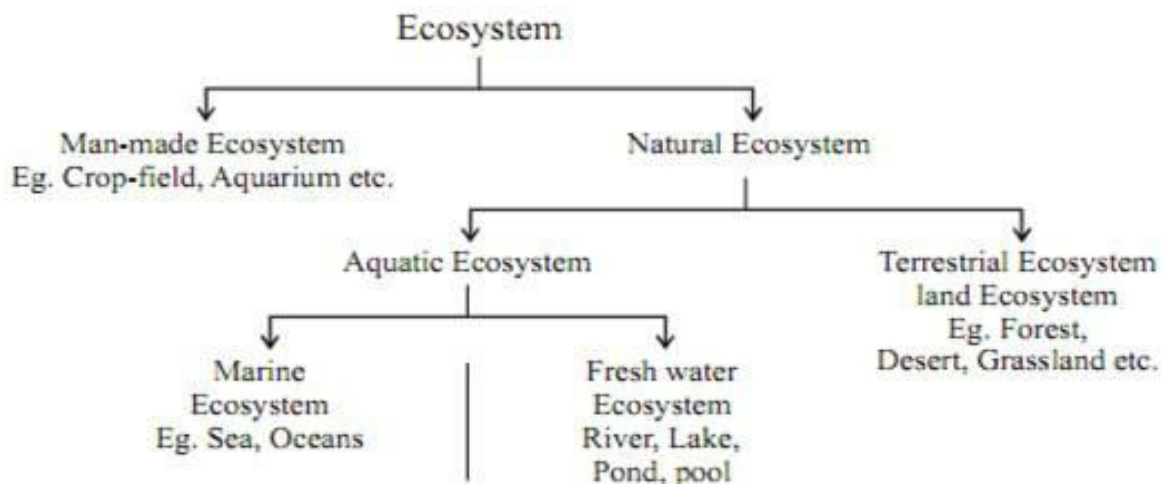 Ecosystem
Man-made Ecosystem
Eg. Crop-field, Aquarium etc.
Natural Ecosystem
Aquatic Ecosystem
Terrestrial Ecosystem
land Ecosystem
Eg. Forest,
Desert, Grassland etc.
Marine
Ecosystem
Eg. Sea, Oceans
Fresh water
Ecosystem
River, Lake,
Pond, pool